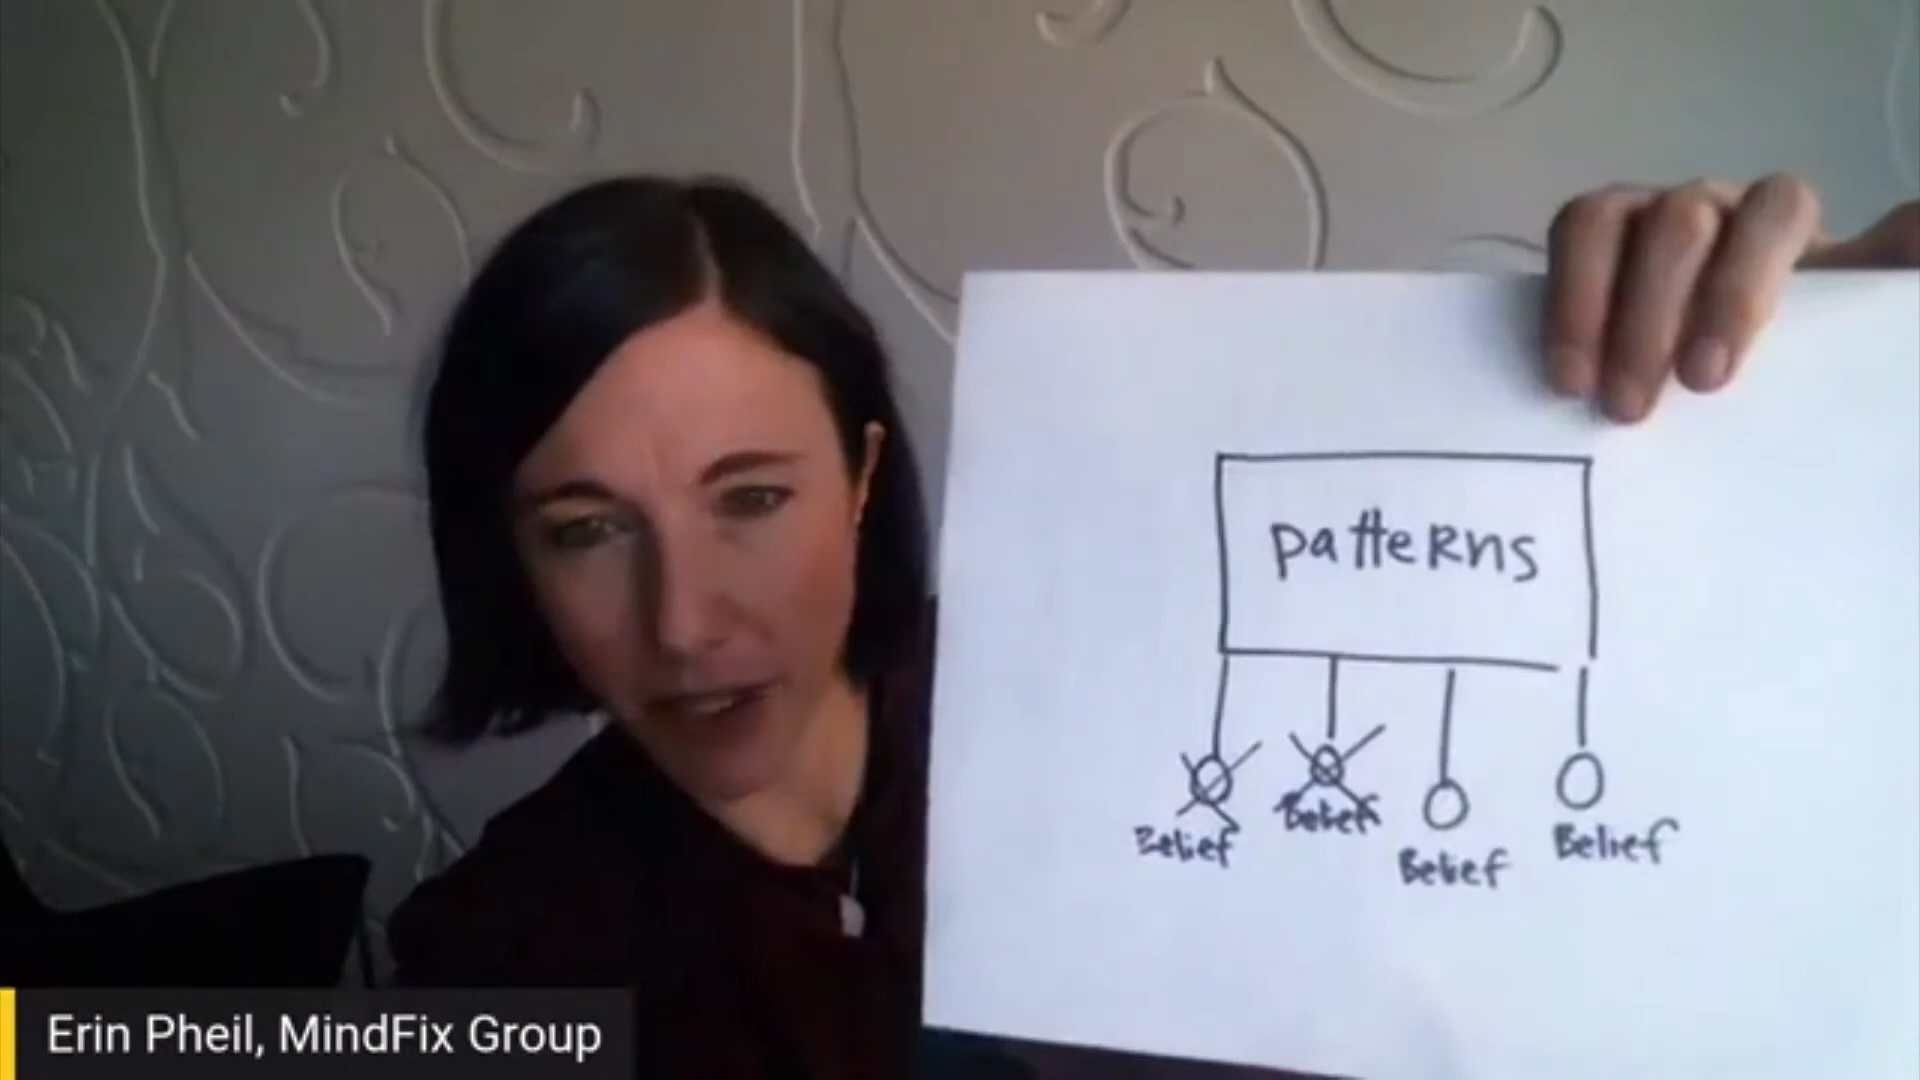 patterns
Belief
Belief
Belief
Belief
Erin Pheil, MindFix Group